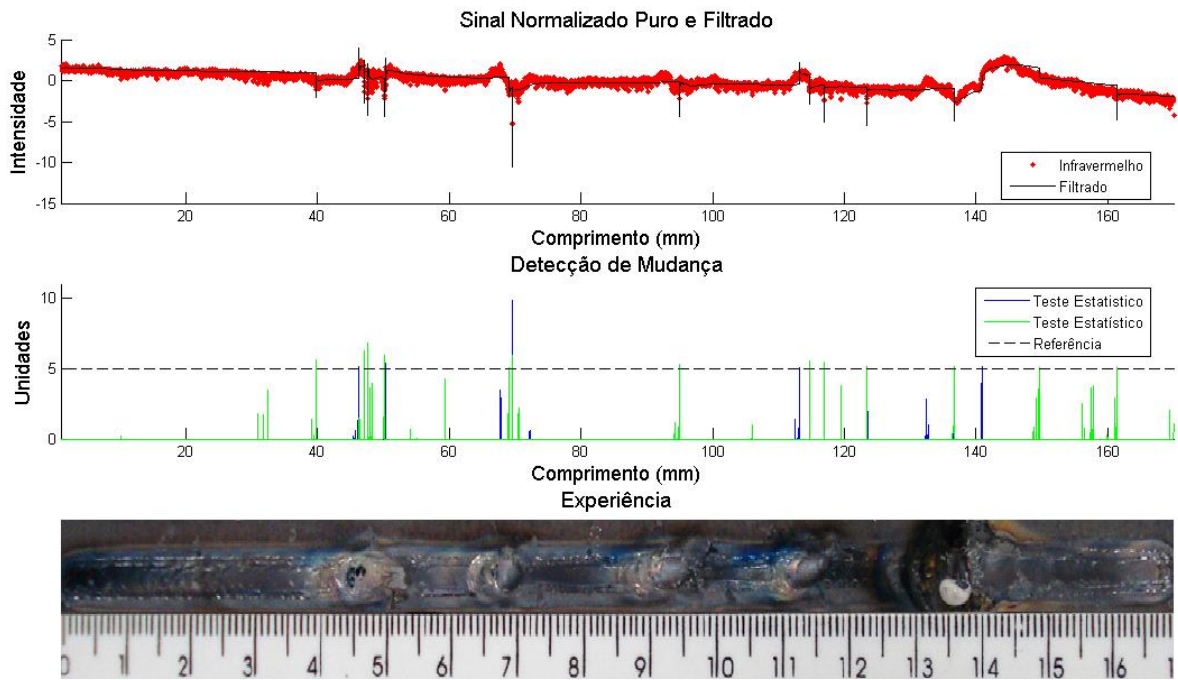 Sinal Normalizado Puro e Filtrado
Intensidade
5
0
-5
-10
-15
Infravermelho
Filtrado
20 40 60 80 100 120 140 160
Comprimento (mm)
Detecção de Mudança
Unidades
10
5
0
Teste Estatistico
Teste Estatístico
Referência
20 40 60 80 100 120 140 160
Comprimento (mm)
Experiência
0 1 2 3 4 5 6 7 8 9 10 11 12 13 14 15 16 1